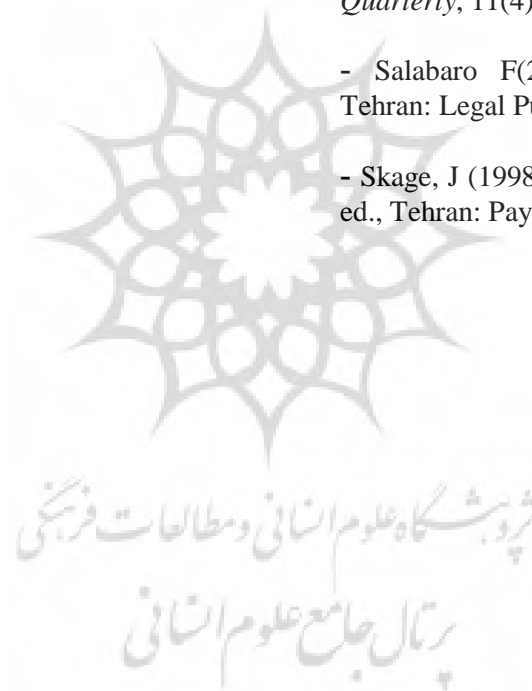 Quarterly, 11(4)
- Salabaro F(2
Tehran: Legal Pu
- Skage, J (1998
ed., Tehran: Pay
پژوهشگاه علوم انسانی و مطالعات فرهنگی
پرتال جامع علوم انسانی